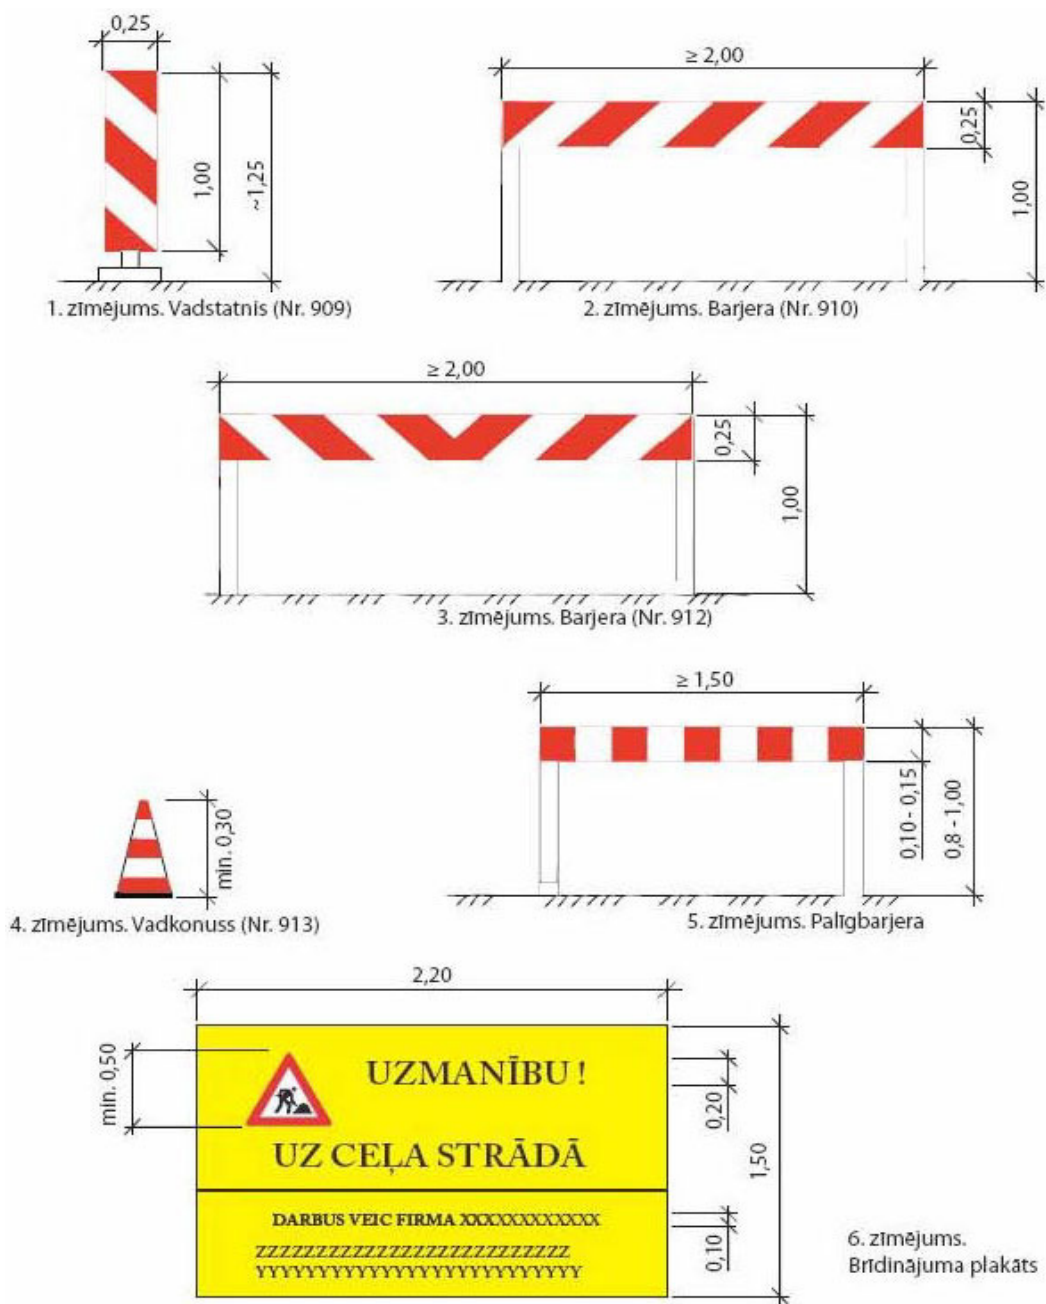 0,25
1,00
~1,25
1. zīmējums. Vadstatnis (Nr. 909)
≥ 2,00
0,25
1,00
2. zīmējums. Barjera (Nr. 910)
≥ 2,00
0,25
1,00
3. zīmējums. Barjera (Nr. 912)
min. 0,30
4. zīmējums. Vadkonuss (Nr. 913)
≥ 1,50
0,10 - 0,15
0,8 - 1,00
5. zīmējums. Palīgbarjera
2,20
min. 0,50
UZMANĪBU !
0,20
UZ CEĻA STRĀDĀ
1,50
DARBUS VEIC FIRMA XXXXXXXXXXXX
0,10
ZZZZZZZZZZZZZZZZZZZZZZZZZZ
YYYYYYYYYYYYYYYYYYYYYYYYYY
6. zīmējums.
Brīdinājuma plakāts